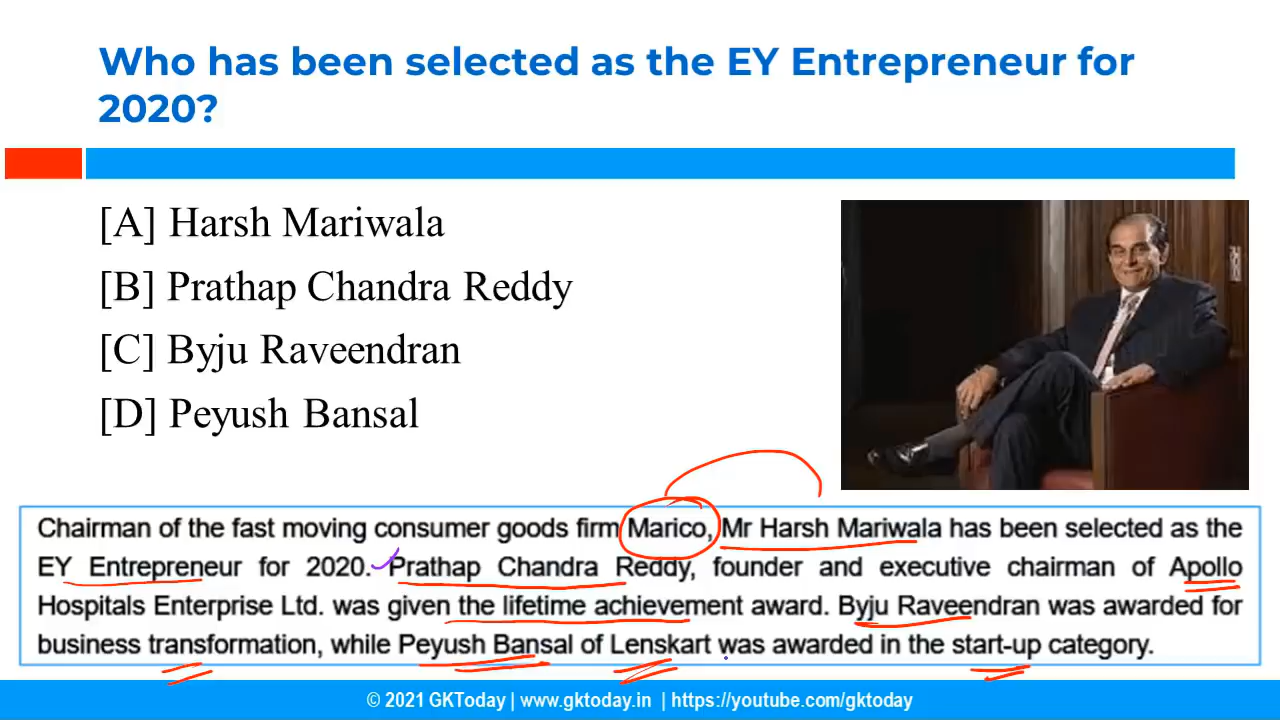 Who has been selected as the EY Entrepreneur for
2020?
[A] Harsh Mariwala
[B] Prathap Chandra Reddy
[C] Byju Raveendran
[D] Peyush Bansal
Chairman of the fast moving consumer goods firm Marico, Mr Harsh Mariwala has been selected as the
EY Entrepreneur for 2020. Prathap Chandra Reddy, founder and executive chairman of Apollo
Hospitals Enterprise Ltd. was given the lifetime achievement award. Byju Raveendran was awarded for
business transformation, while Peyush Bansal of Lenskart was awarded in the start-up category.
© 2021 GKToday | www.gktoday.in | https://youtube.com/gktoday